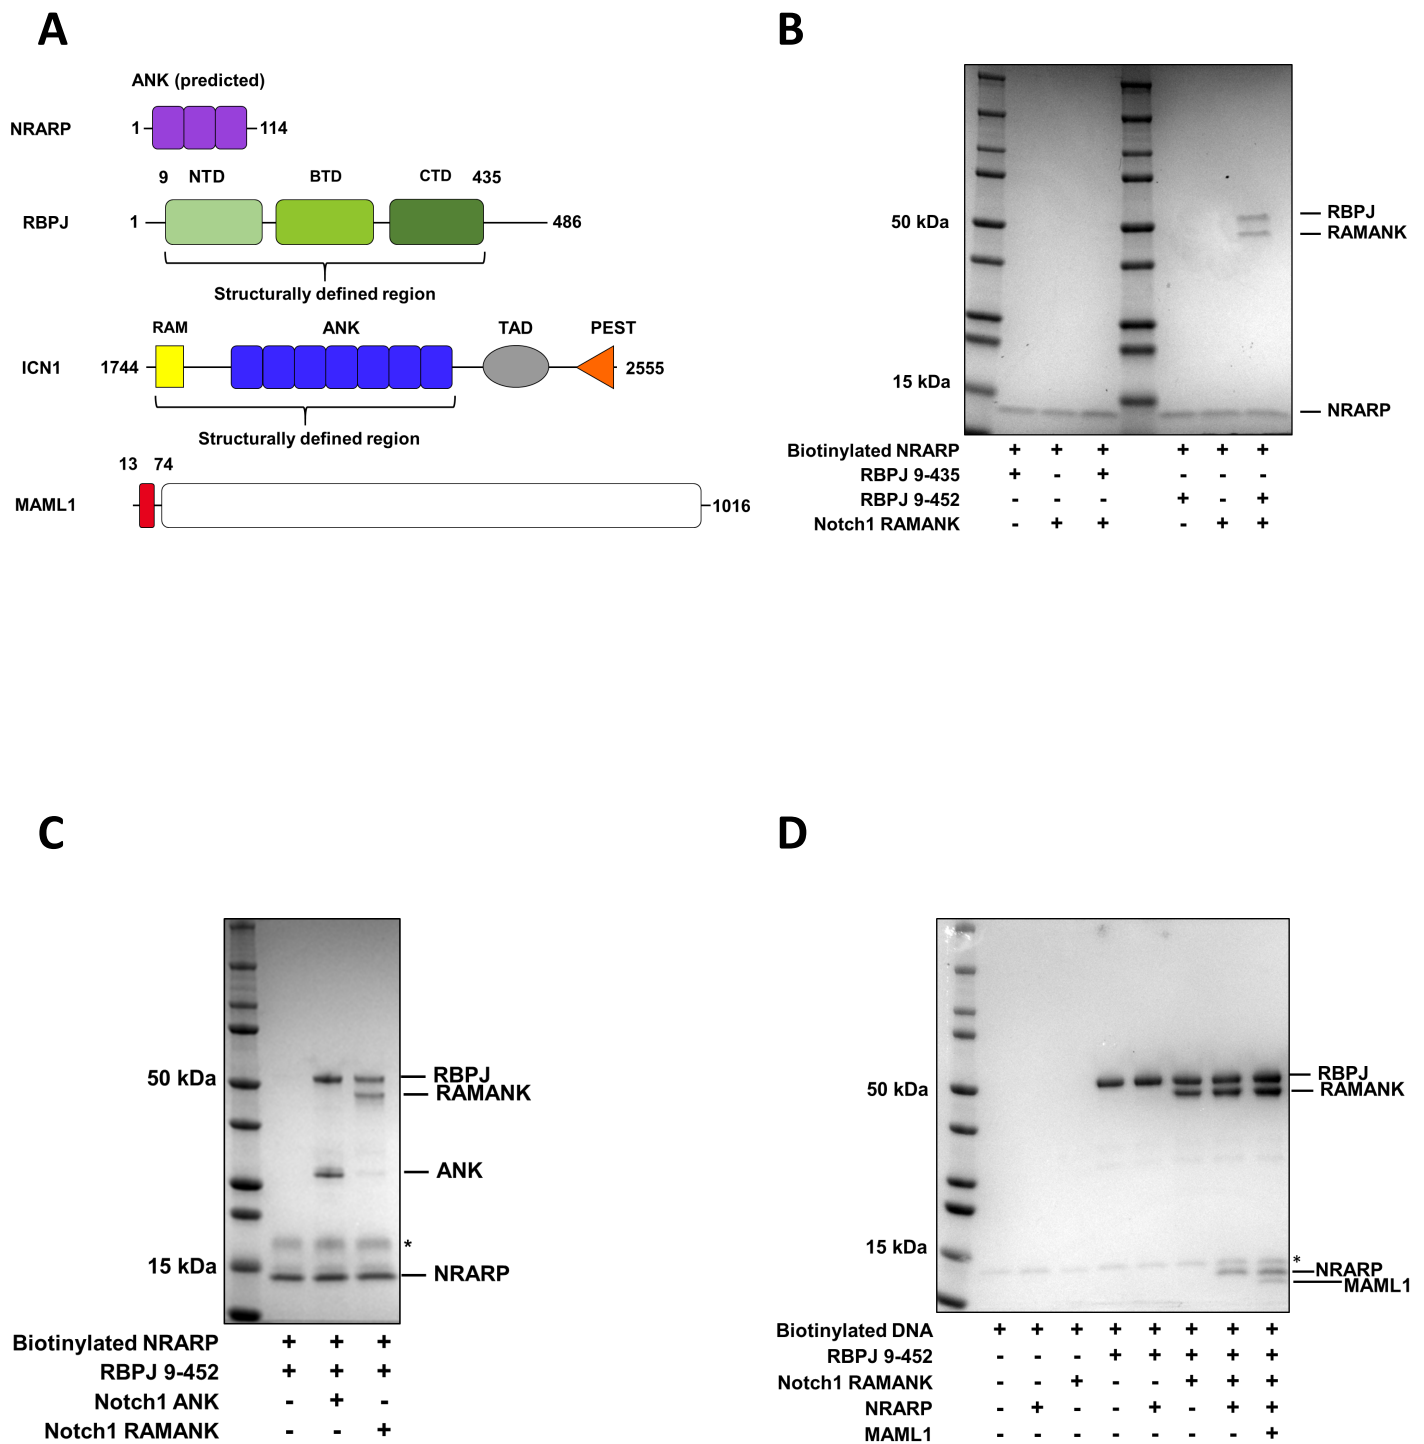 A
ANK (predicted)
NRARP 1 114
9 NTD BTD CTD 435
RBPJ 1 486
Structurally defined region
RAM ANK TAD PEST
ICN1 1744 2555
Structurally defined region
13 74
MAML1 1016
B
50 kDa RBPJ
RAMANK
15 kDa
NRARP
Biotinylated NRARP + + + + + +
RBPJ 9-435 + - + - - -
RBPJ 9-452 - - - + - +
Notch1 RAMANK - + + - + +
C
50 kDa RBPJ
RAMANK
ANK
*
15 kDa NRARP
Biotinylated NRARP + + +
RBPJ 9-452 + + +
Notch1 ANK - + -
Notch1 RAMANK - - +
D
RBPJ
50 kDa RAMANK
15 kDa *
NRARP
MAML1
Biotinylated DNA + + + + + + + +
RBPJ 9-452 - - - + + + + +
Notch1 RAMANK - - + - - + + +
NRARP - + - - + - + +
MAML1 - - - - - - - +